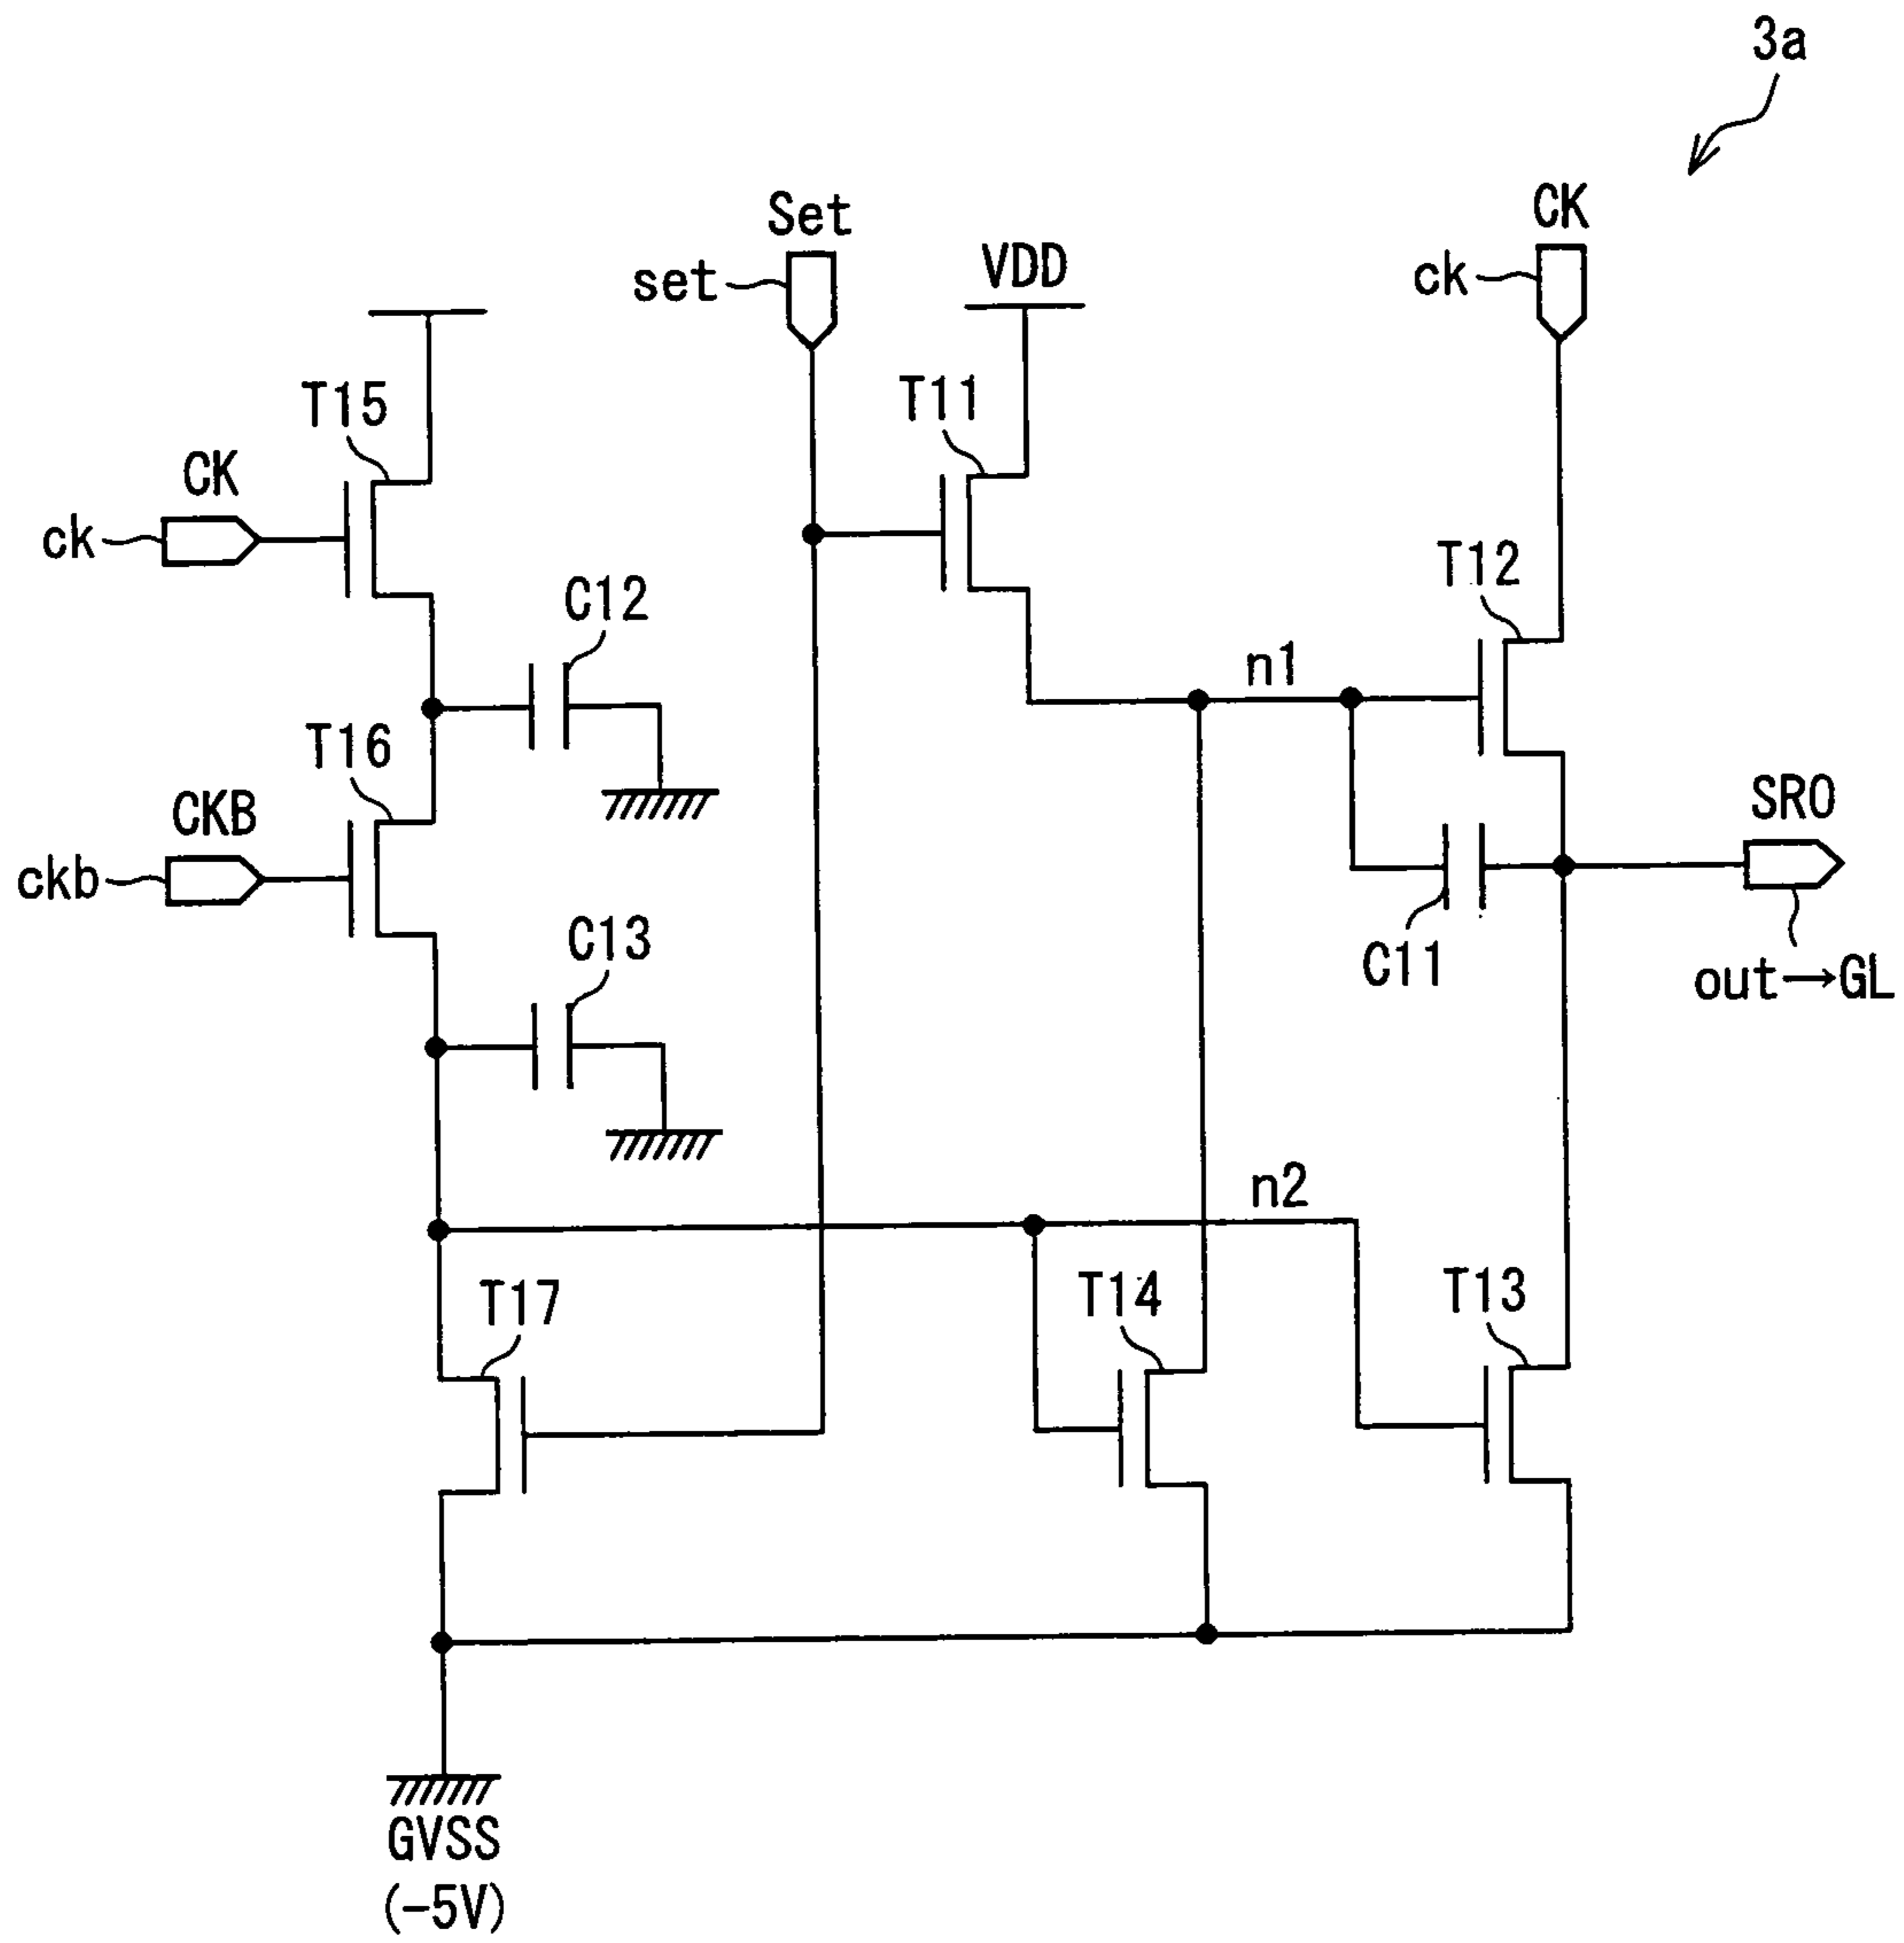 3a
Set
set
VDD
CK
ck
T15
T11
CK
ck
C12
T12
n1
T16
CKB
ckb
SRO
C13
C11
out→GL
n2
T17
T14
T13
GVSS
(-5V)